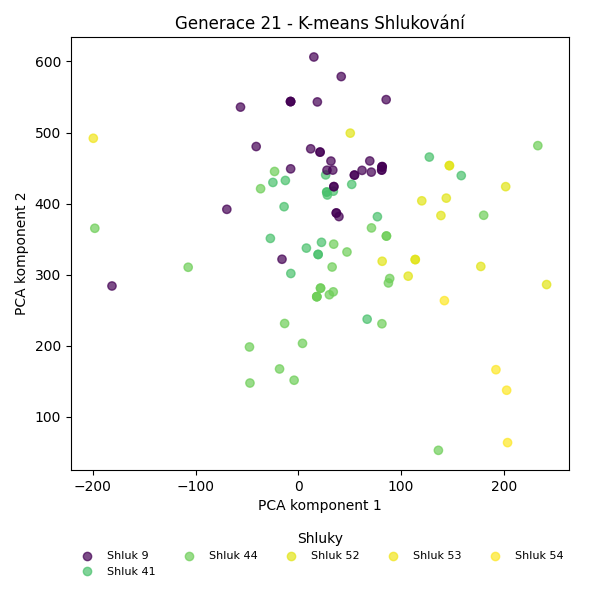 Generace 21 - K-means Shlukování
600
500
400
300
200
100
PCA komponent 2
−200
−100
0
100
200
PCA komponent 1
Shluky
Shluk 9
Shluk 44
Shluk 52
Shluk 53
Shluk 54
Shluk 41